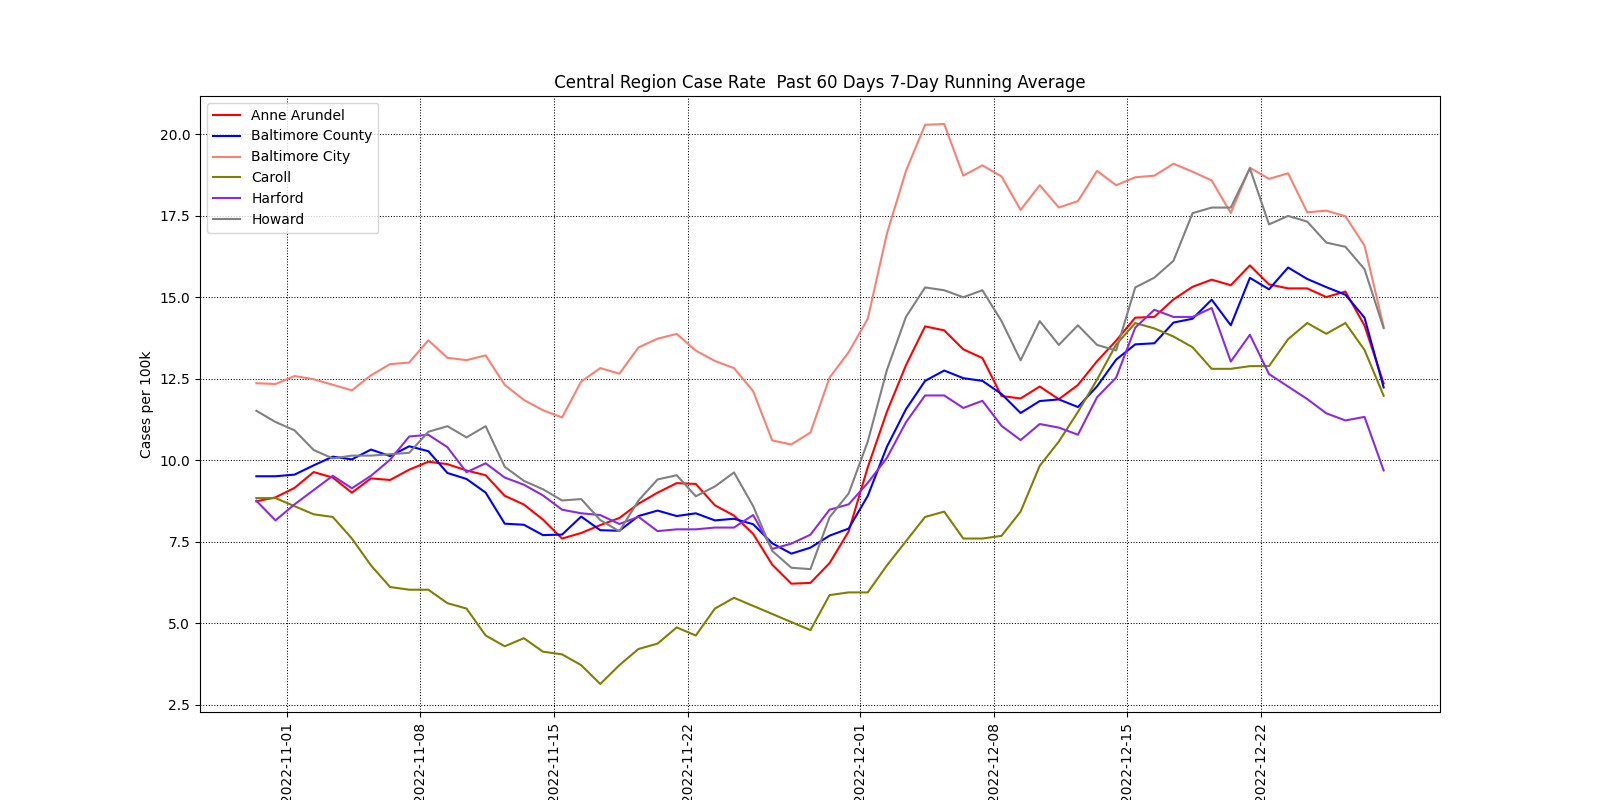 Central Region Case Rate  Past 60 Days 7-Day Running Average
Anne Arundel
Baltimore County
Baltimore City
Caroll
Harford
Howard
Cases per 100k
20.0
17.5
15.0
12.5
10.0
7.5
5.0
2.5
2022-11-01
2022-11-08
2022-11-15
2022-11-22
2022-12-01
2022-12-08
2022-12-15
2022-12-22